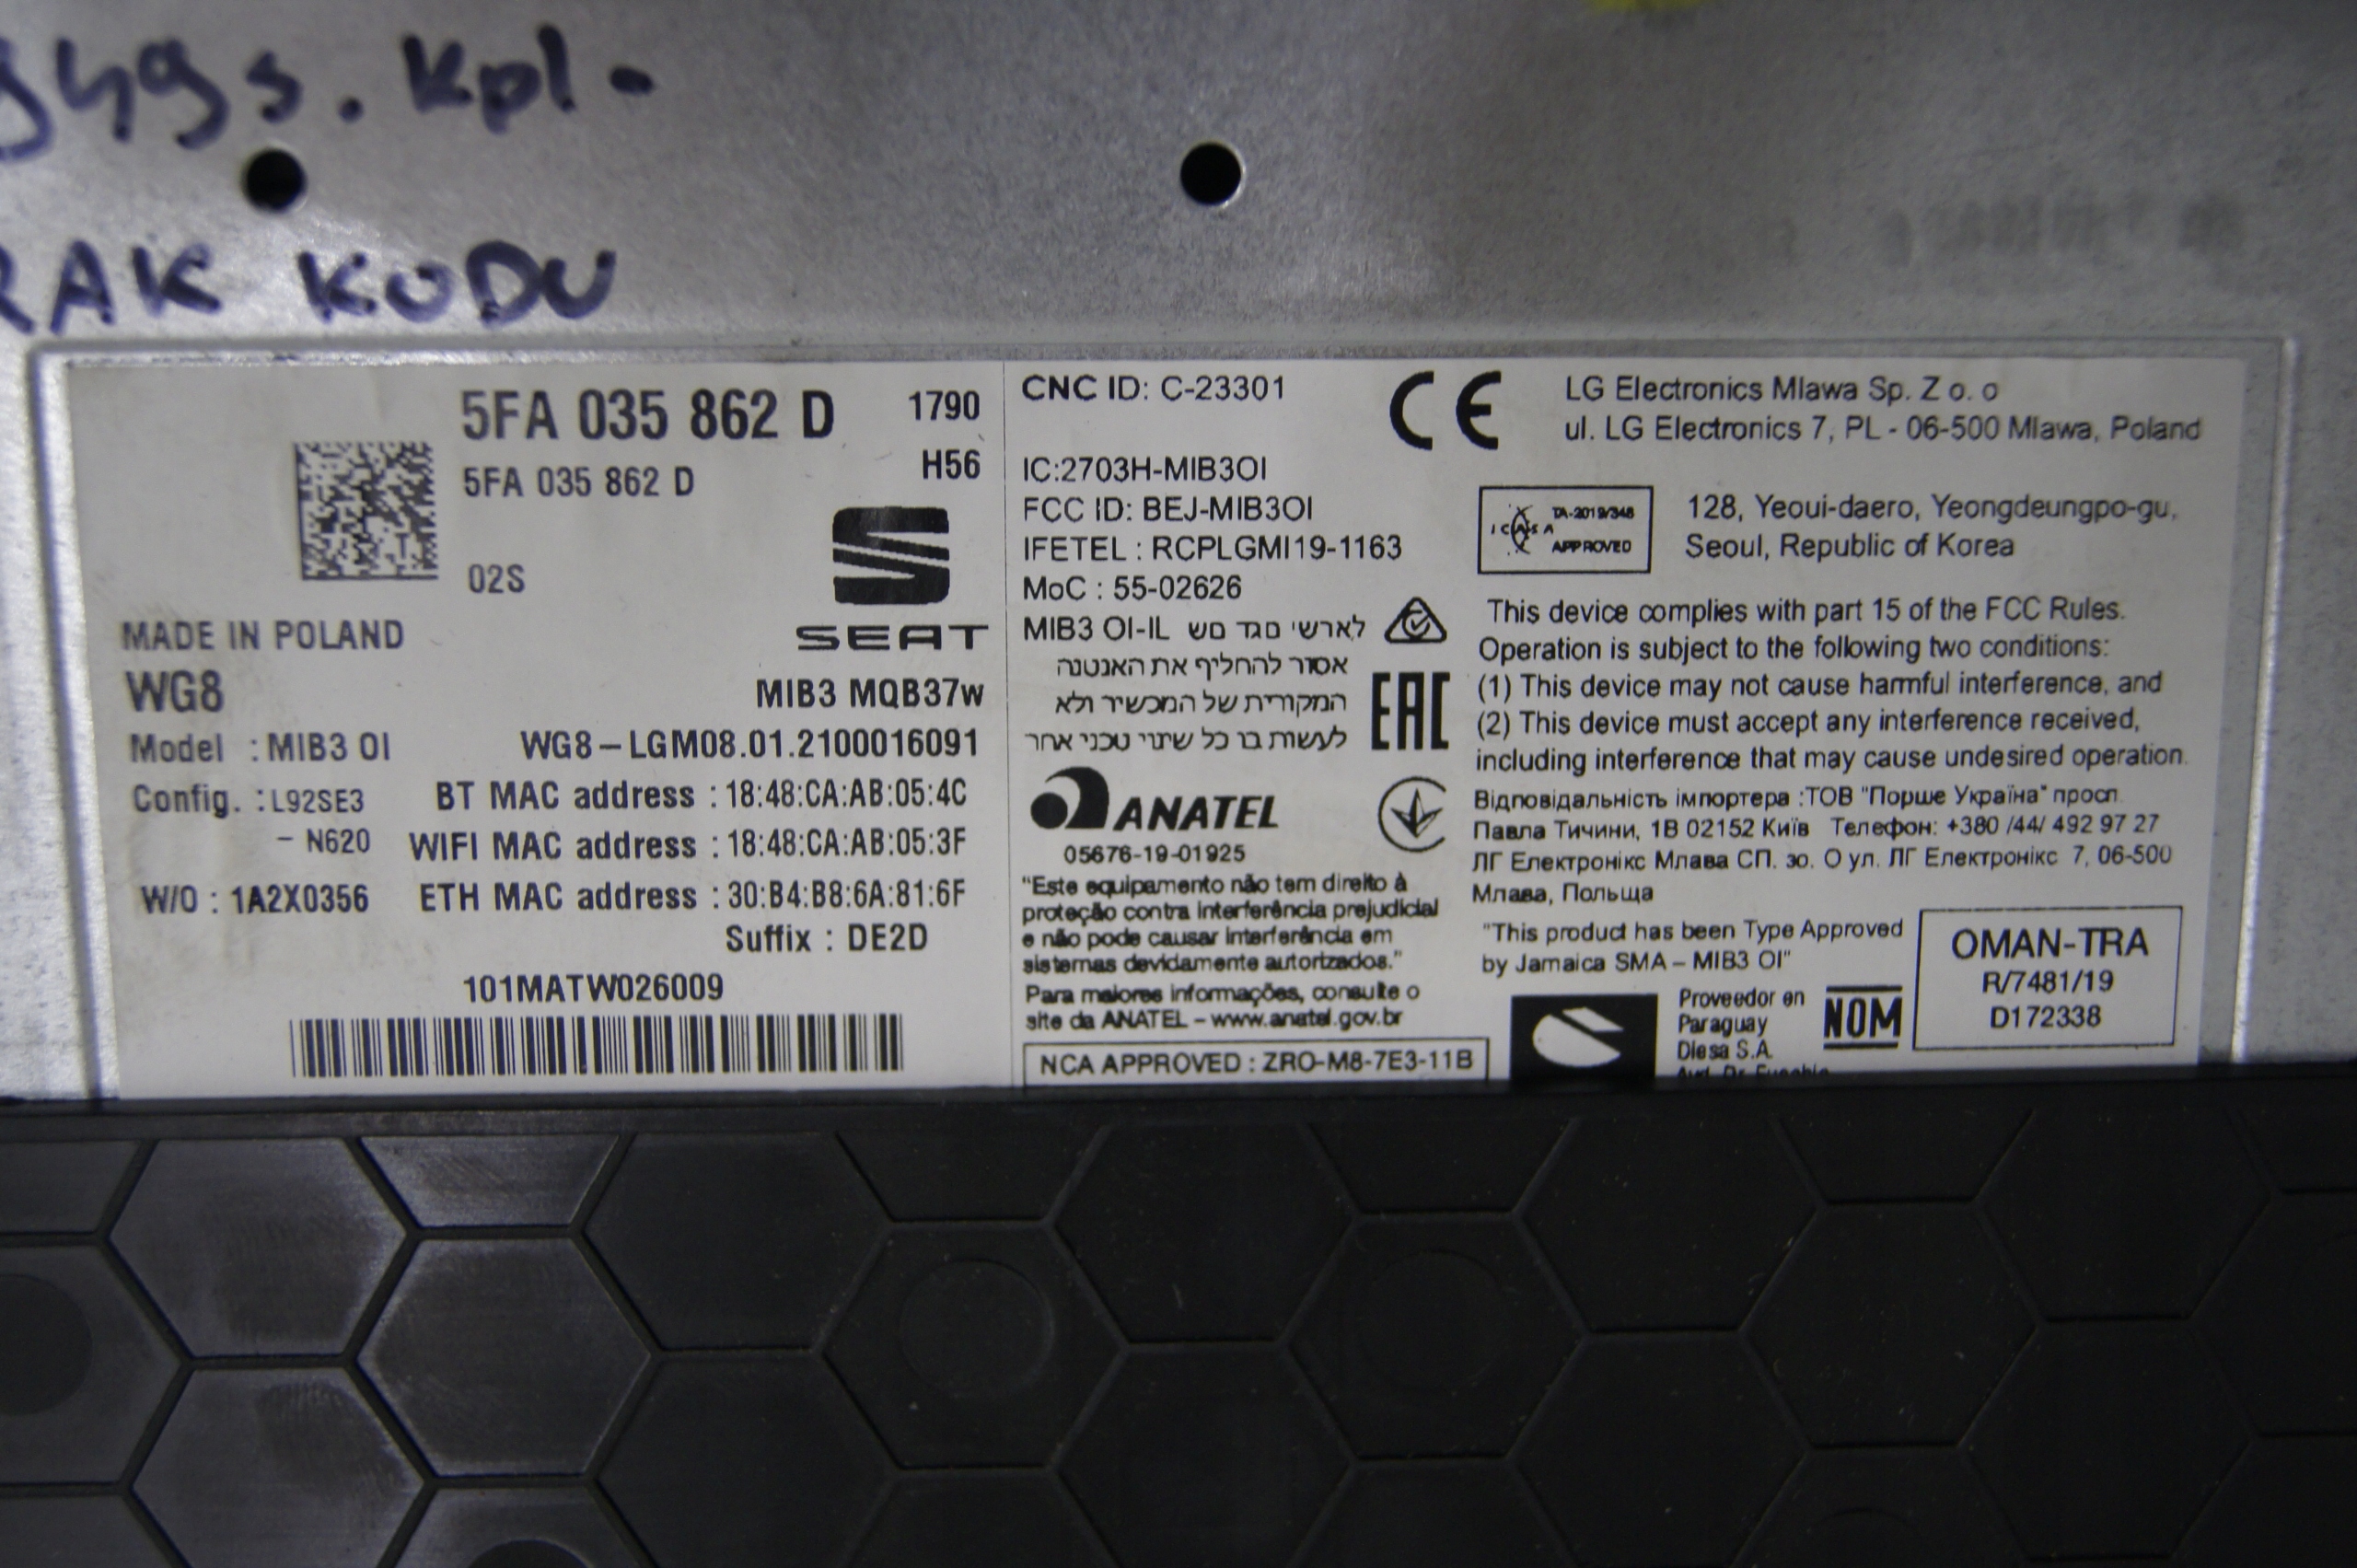 949s. kpl-
RAK KODU
5FA 035 862 D 1790
5FA 035 862 D H56
02S
SEAT
MADE IN POLAND
WG8 MIB3 MQB37w
Model : MIB3 OI WG8-LGM08.01.2100016091
Config. : L92SE3 BT MAC address : 18:48:CA:AB:05:4C
- N620 WIFI MAC address : 18:48:CA:AB:05:3F
W/O : 1A2X0356 ETH MAC address : 30:B4:B8:6A:81:6F
Suffix : DE2D
101MATW026009
CNC ID: C-23301
IC:2703H-MIB3OI
FCC ID: BEJ-MIB3OI
IFETEL : RCPLGMI19-1163
MoC : 55-02626
MIB3 OI-IL לארשי םגד םש
אסור להחליף את האנטנה
המקורית של המכשיר ולא
לעשות בו כל שינוי טכני אחר
EAC
ANATEL
05676-19-01925
"Este equipamento não tem direito à
proteção contra interferência prejudicial
e não pode causar interferência em
sistemas devidamente autorizados."
Para maiores informações, consulte o
site da ANATEL – www.anatel.gov.br
NCA APPROVED : ZRO-M8-7E3-11B
CE
LG Electronics Mlawa Sp. Z o. o
ul. LG Electronics 7, PL - 06-500 Mlawa, Poland
TA-2019/348
ICASA
APPROVED
128, Yeoui-daero, Yeongdeungpo-gu,
Seoul, Republic of Korea
This device complies with part 15 of the FCC Rules.
Operation is subject to the following two conditions:
(1) This device may not cause harmful interference, and
(2) This device must accept any interference received,
including interference that may cause undesired operation.
Відповідальність імпортера :ТОВ "Порше Україна" просп.
Павла Тичини, 1В 02152 Київ Телефон: +380 /44/ 492 97 27
ЛГ Електронікс Млава СП. зо. О ул. ЛГ Електронікс 7, 06-500
Млава, Польща
"This product has been Type Approved
by Jamaica SMA – MIB3 OI"
OMAN-TRA
R/7481/19
D172338
Proveedor en
Paraguay
Diesa S.A.
NOM